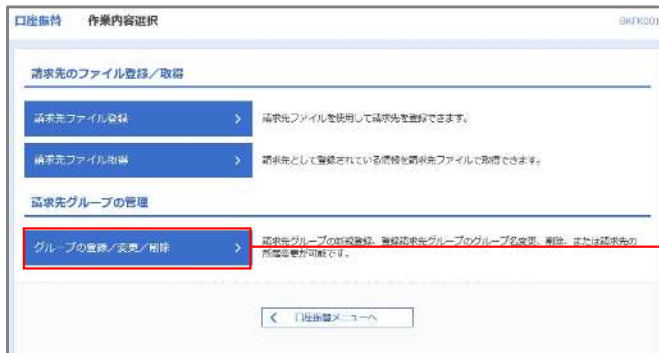 口座振替 作業内容選択 BKFK001
請求先のファイル登録／取得
請求先ファイル登録
請求先ファイルを使用して請求先を登録できます。
請求先ファイル取得
請求先として登録されている情報を請求先ファイルで取得できます。
請求先グループの管理
グループの登録／変更／削除
請求先グループの新規登録、登録請求先グループのグループ名変更、削除、または請求先の
所属変更が可能です。
口座振替メニューへ